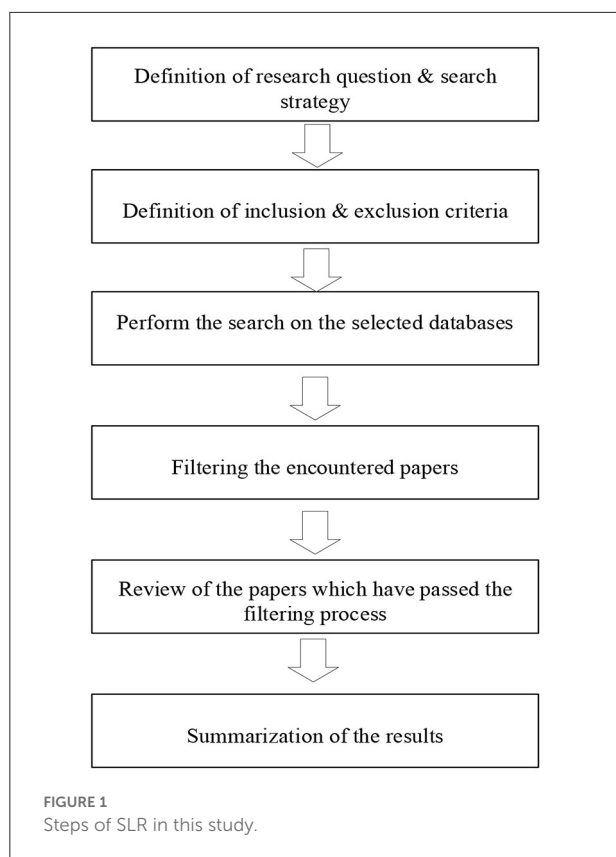 Definition of research question & search
strategy
Definition of inclusion & exclusion criteria
Perform the search on the selected databases
Filtering the encountered papers
Review of the papers which have passed the
filtering process
Summarization of the results
FIGURE 1
Steps of SLR in this study.